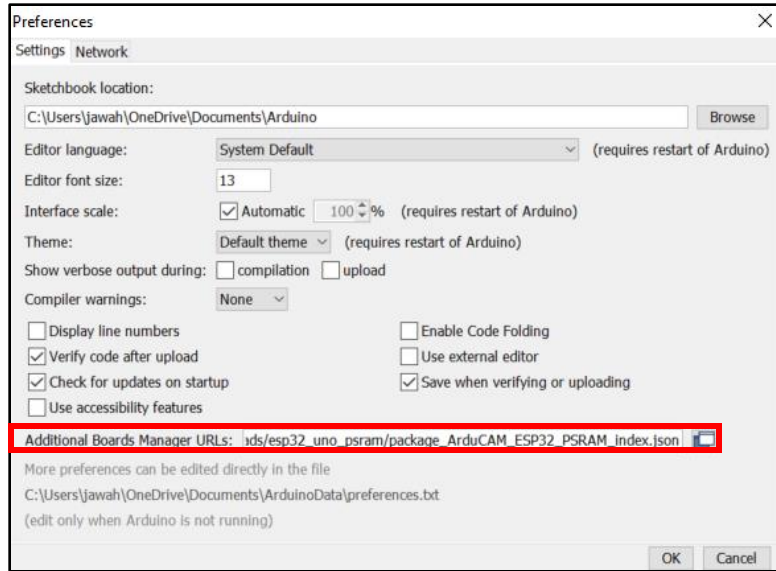 Preferences
Settings Network
Sketchbook location:
C:\Users\jawah\OneDrive\Documents\Arduino Browse
Editor language: System Default (requires restart of Arduino)
Editor font size: 13
Interface scale: Automatic 100 % (requires restart of Arduino)
Theme: Default theme (requires restart of Arduino)
Show verbose output during: compilation upload
Compiler warnings: None
Display line numbers Enable Code Folding
Verify code after upload Use external editor
Check for updates on startup Save when verifying or uploading
Use accessibility features
Additional Boards Manager URLs: ads/esp32_uno_psram/package_ArduCAM_ESP32_PSRAM_index.json
More preferences can be edited directly in the file
C:\Users\jawah\OneDrive\Documents\ArduinoData\preferences.txt
(edit only when Arduino is not running)
OK Cancel